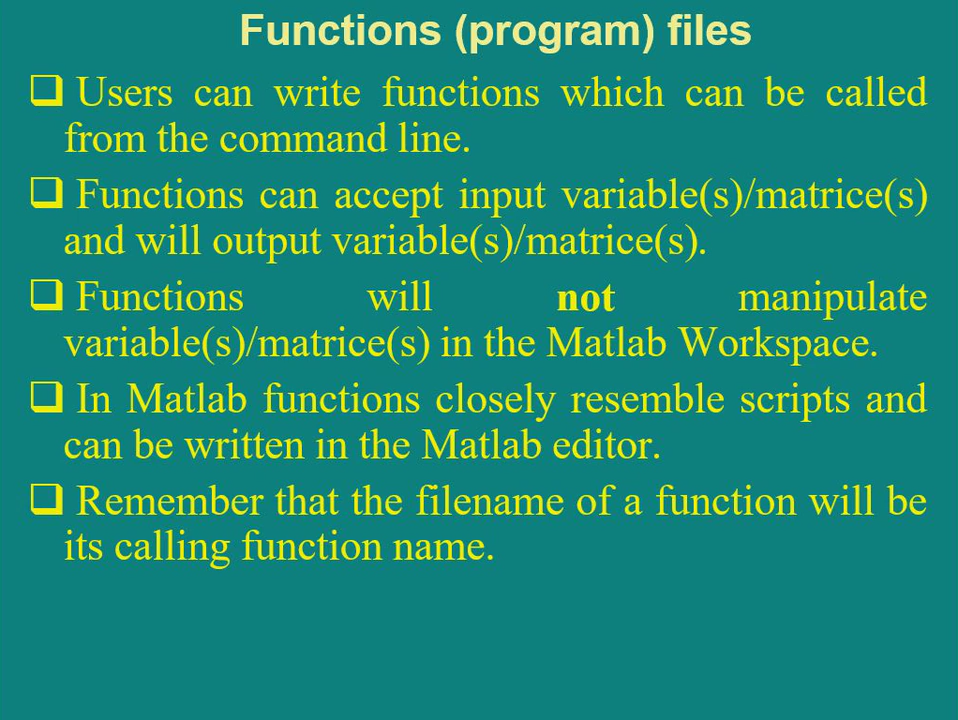 Functions (program) files
❑ Users can write functions which can be called
from the command line.
❑ Functions can accept input variable(s)/matrice(s)
and will output variable(s)/matrice(s).
❑ Functions will not manipulate
variable(s)/matrice(s) in the Matlab Workspace.
❑ In Matlab functions closely resemble scripts and
can be written in the Matlab editor.
❑ Remember that the filename of a function will be
its calling function name.